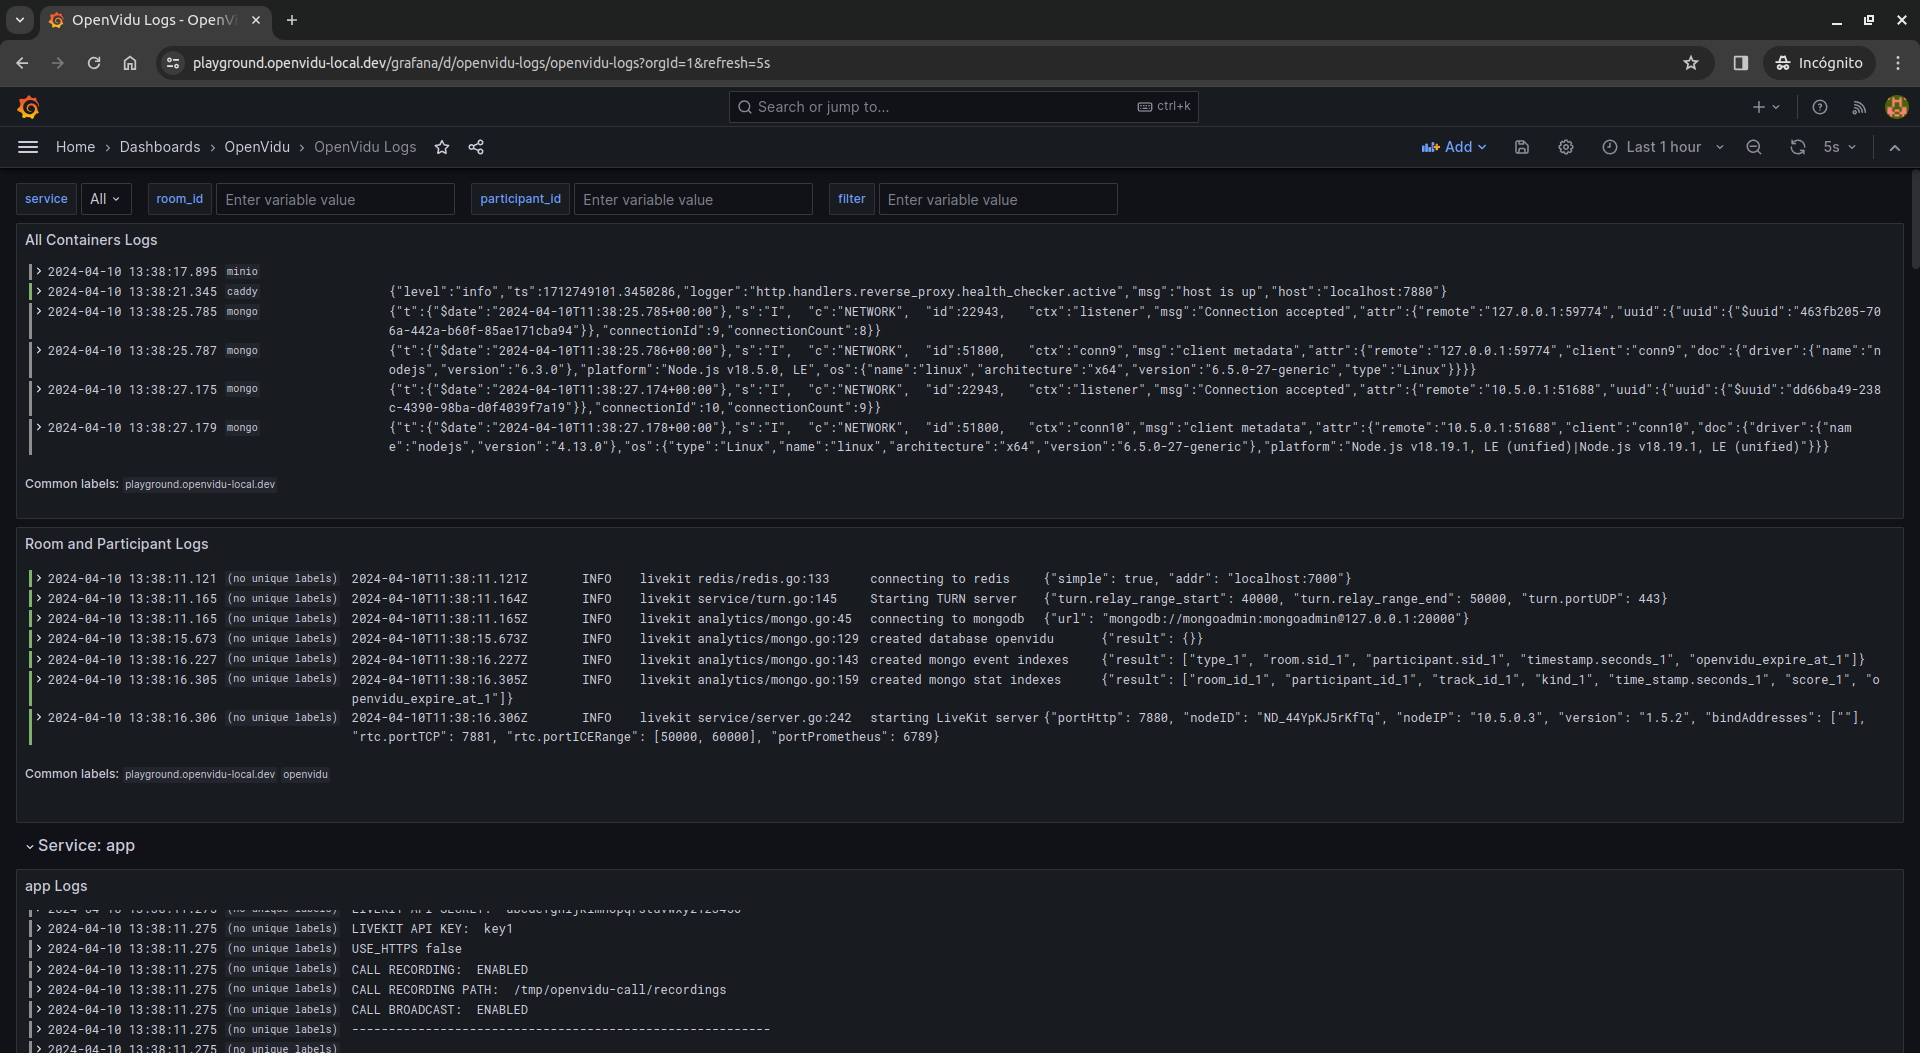 OpenVidu Logs - OpenVi
playground.openvidu-local.dev/grafana/d/openvidu-logs/openvidu-logs?orgId=1&refresh=5s
Incógnito
Search or jump to...
ctrl+k
Home
Dashboards
OpenVidu
OpenVidu Logs
Add
Last 1 hour
5s
service
All
room_id
Enter variable value
participant_id
Enter variable value
filter
Enter variable value
All Containers Logs
2024-04-10 13:38:17.895 minio
2024-04-10 13:38:21.345 caddy {"level":"info","ts":1712749101.3450286,"logger":"http.handlers.reverse_proxy.health_checker.active","msg":"host is up","host":"localhost:7880"}
2024-04-10 13:38:25.785 mongo {"t":{"$date":"2024-04-10T11:38:25.785+00:00"},"s":"I", "c":"NETWORK", "id":22943, "ctx":"listener","msg":"Connection accepted","attr":{"remote":"127.0.0.1:59774","uuid":{"uuid":{"$uuid":"463fb205-70
6a-442a-b60f-85ae171cba94"}},"connectionId":9,"connectionCount":8}}
2024-04-10 13:38:25.787 mongo {"t":{"$date":"2024-04-10T11:38:25.786+00:00"},"s":"I", "c":"NETWORK", "id":51800, "ctx":"conn9","msg":"client metadata","attr":{"remote":"127.0.0.1:59774","client":"conn9","doc":{"driver":{"name":"n
odejs","version":"6.3.0"},"platform":"Node.js v18.5.0, LE","os":{"name":"linux","architecture":"x64","version":"6.5.0-27-generic","type":"Linux"}}}}
2024-04-10 13:38:27.175 mongo {"t":{"$date":"2024-04-10T11:38:27.174+00:00"},"s":"I", "c":"NETWORK", "id":22943, "ctx":"listener","msg":"Connection accepted","attr":{"remote":"10.5.0.1:51688","uuid":{"uuid":{"$uuid":"dd66ba49-238
c-4390-98ba-d0f4039f7a19"}},"connectionId":10,"connectionCount":9}}
2024-04-10 13:38:27.179 mongo {"t":{"$date":"2024-04-10T11:38:27.178+00:00"},"s":"I", "c":"NETWORK", "id":51800, "ctx":"conn10","msg":"client metadata","attr":{"remote":"10.5.0.1:51688","client":"conn10","doc":{"driver":{"nam
e":"nodejs","version":"4.13.0"},"os":{"type":"Linux","name":"linux","architecture":"x64","version":"6.5.0-27-generic"},"platform":"Node.js v18.19.1, LE (unified)|Node.js v18.19.1, LE (unified)"}}}
Common labels: playground.openvidu-local.dev
Room and Participant Logs
2024-04-10 13:38:11.121 (no unique labels) 2024-04-10T11:38:11.121Z INFO livekit redis/redis.go:133 connecting to redis {"simple": true, "addr": "localhost:7000"}
2024-04-10 13:38:11.165 (no unique labels) 2024-04-10T11:38:11.164Z INFO livekit service/turn.go:145 Starting TURN server {"turn.relay_range_start": 40000, "turn.relay_range_end": 50000, "turn.portUDP": 443}
2024-04-10 13:38:11.165 (no unique labels) 2024-04-10T11:38:11.165Z INFO livekit analytics/mongo.go:45 connecting to mongodb {"url": "mongodb://mongoadmin:mongoadmin@127.0.0.1:20000"}
2024-04-10 13:38:15.673 (no unique labels) 2024-04-10T11:38:15.673Z INFO livekit analytics/mongo.go:129 created database openvidu {"result": {}}
2024-04-10 13:38:16.227 (no unique labels) 2024-04-10T11:38:16.227Z INFO livekit analytics/mongo.go:143 created mongo event indexes {"result": ["type_1", "room.sid_1", "participant.sid_1", "timestamp.seconds_1", "openvidu_expire_at_1"]}
2024-04-10 13:38:16.305 (no unique labels) 2024-04-10T11:38:16.305Z INFO livekit analytics/mongo.go:159 created mongo stat indexes {"result": ["room_id_1", "participant_id_1", "track_id_1", "kind_1", "time_stamp.seconds_1", "score_1", "o
penvidu_expire_at_1"]}
2024-04-10 13:38:16.306 (no unique labels) 2024-04-10T11:38:16.306Z INFO livekit service/server.go:242 starting LiveKit server {"portHttp": 7880, "nodeID": "ND_44YpKJ5rKfTq", "nodeIP": "10.5.0.3", "version": "1.5.2", "bindAddresses": [""],
"rtc.portTCP": 7881, "rtc.portICERange": [50000, 60000], "portPrometheus": 6789}
Common labels: playground.openvidu-local.dev openvidu
Service: app
app Logs
2024-04-10 13:38:11.275 (no unique labels) LIVEKIT API SECRET:
2024-04-10 13:38:11.275 (no unique labels) LIVEKIT API KEY: key1
2024-04-10 13:38:11.275 (no unique labels) USE_HTTPS false
2024-04-10 13:38:11.275 (no unique labels) CALL RECORDING: ENABLED
2024-04-10 13:38:11.275 (no unique labels) CALL RECORDING PATH: /tmp/openvidu-call/recordings
2024-04-10 13:38:11.275 (no unique labels) CALL BROADCAST: ENABLED
2024-04-10 13:38:11.275 (no unique labels) ---------------------------------------------------------
2024-04-10 13:38:11.275 (no unique labels)